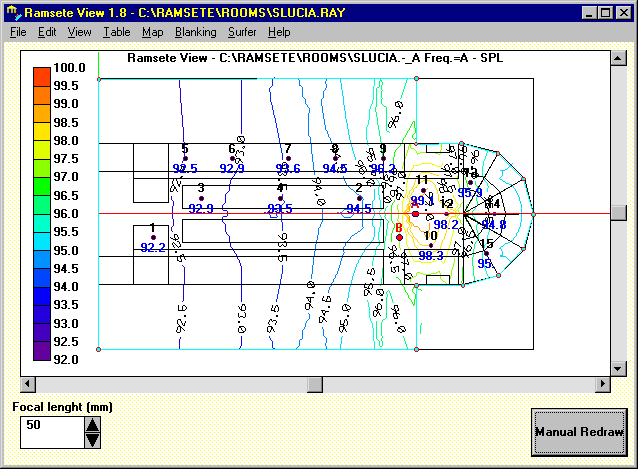 Ramsete View 1.8 - C:\RAMSETE\ROOMS\SLUCIA.RAY
File Edit View Table Map Blanking Surfer Help
Ramsete View - C:\RAMSETE\ROOMS\SLUCIA.-_A Freq.=A - SPL
100.0
99.5
99.0
98.5
98.0
97.5
97.0
96.5
96.0
95.5
95.0
94.5
94.0
93.5
93.0
92.5
92.0
96.0
5 6 7 8 9
92.5 92.9 93.6 94.5 96.2
93.0
94.0
3 4 2 11 12 13 14
92.9 93.5 94.5 99.1 98.2 95.9 94.8
A
B
1 10 15
92.2 98.3 95.
93.5
95.5
92.5 93.0 93.5 94.0 94.5 95.0 95.5 96.0 96.0
Focal lenght (mm)
50
Manual Redraw